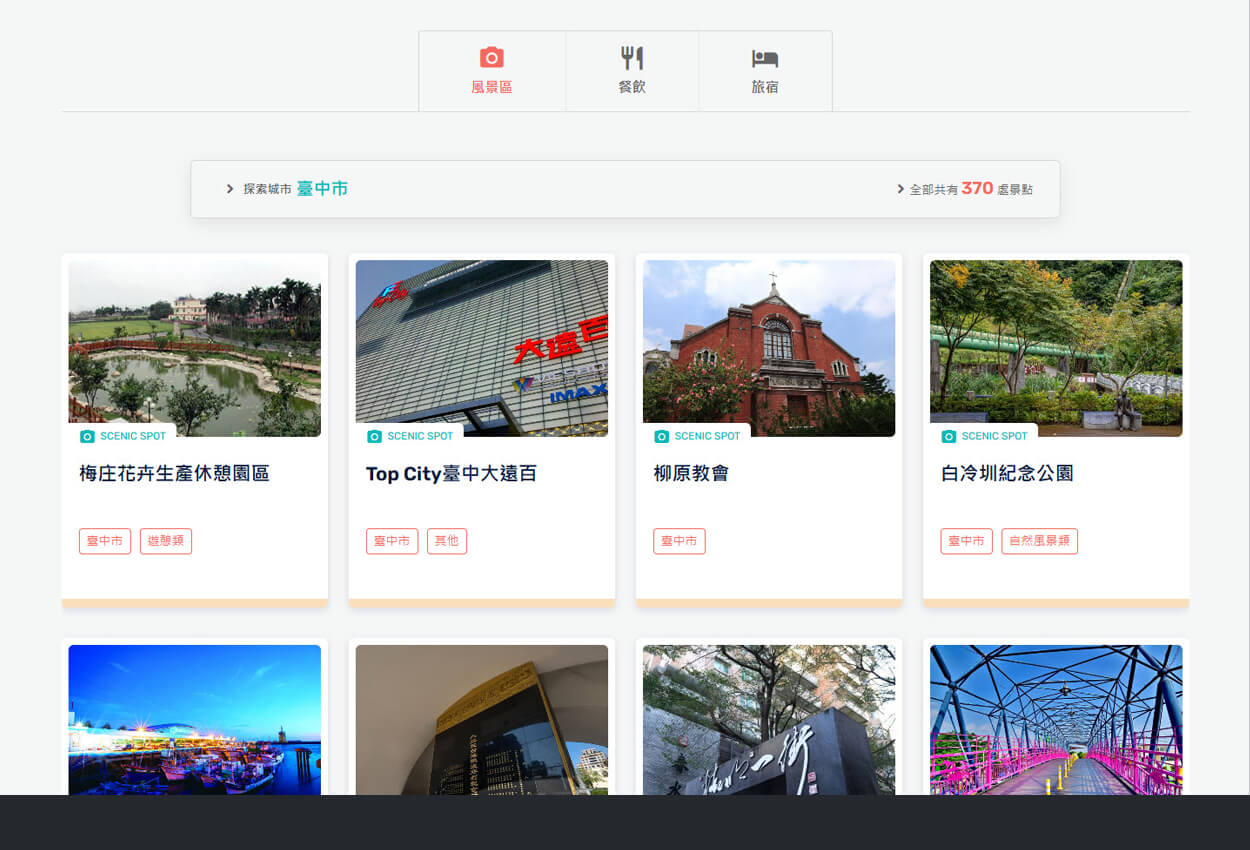 風景區
餐飲
旅宿
探索城市 臺中市
全部共有 370 處景點
大遠百
IMAX
SCENIC SPOT
SCENIC SPOT
SCENIC SPOT
SCENIC SPOT
梅庄花卉生產休憩園區
Top City臺中大遠百
柳原教會
白冷圳紀念公園
臺中市
遊憩類
臺中市
其他
臺中市
臺中市
自然風景類